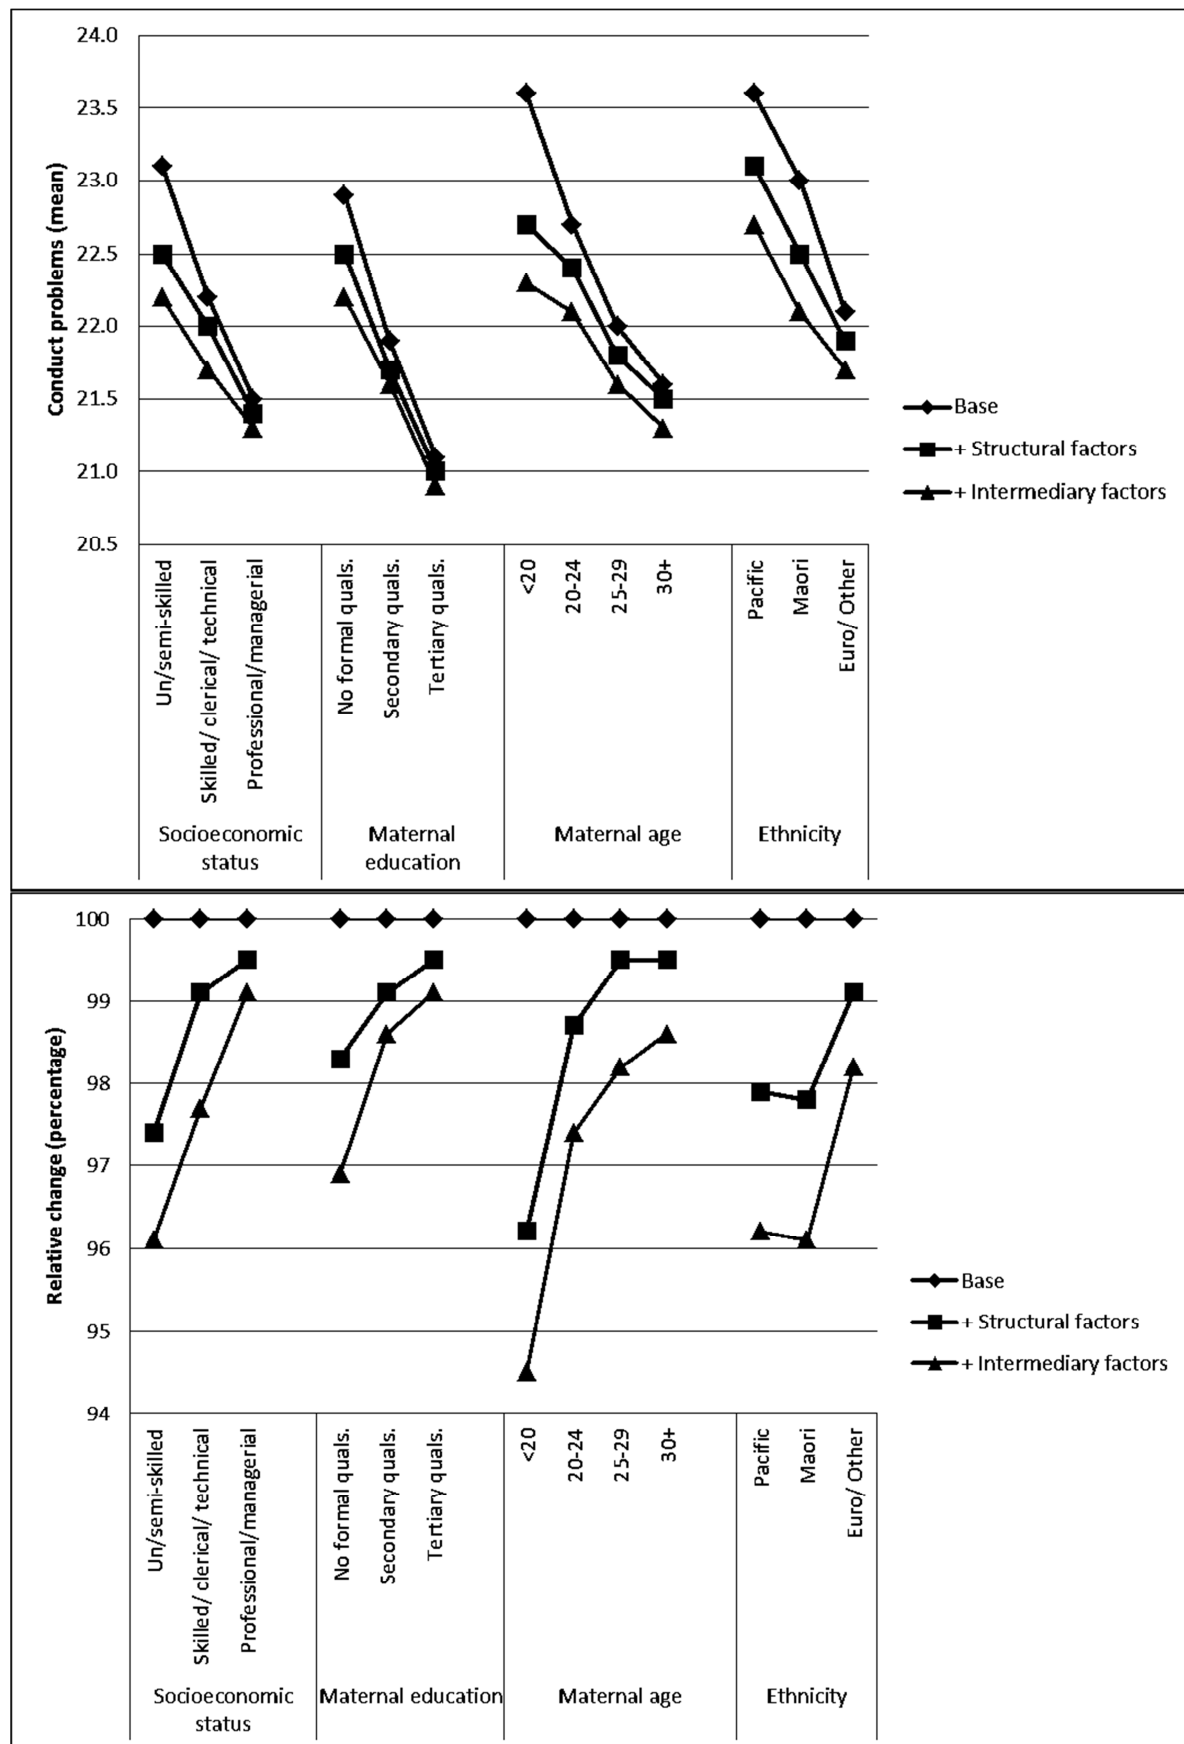 24.0
23.5
23.0
22.5
22.0
21.5
21.0
20.5
Conduct problems (mean)
Un/semi-skilled
Skilled/ clerical/ technical
Professional/managerial
No formal quals.
Secondary quals.
Tertiary quals.
<20
20-24
25-29
30+
Pacific
Maori
Euro/ Other
Socioeconomic
status
Maternal
education
Maternal age
Ethnicity
Base
+ Structural factors
+ Intermediary factors
100
99
98
97
96
95
94
Relative change (percentage)
Un/semi-skilled
Skilled/ clerical/ technical
Professional/managerial
No formal quals.
Secondary quals.
Tertiary quals.
<20
20-24
25-29
30+
Pacific
Maori
Euro/ Other
Socioeconomic
status
Maternal education
Maternal age
Ethnicity
Base
+ Structural factors
+ Intermediary factors